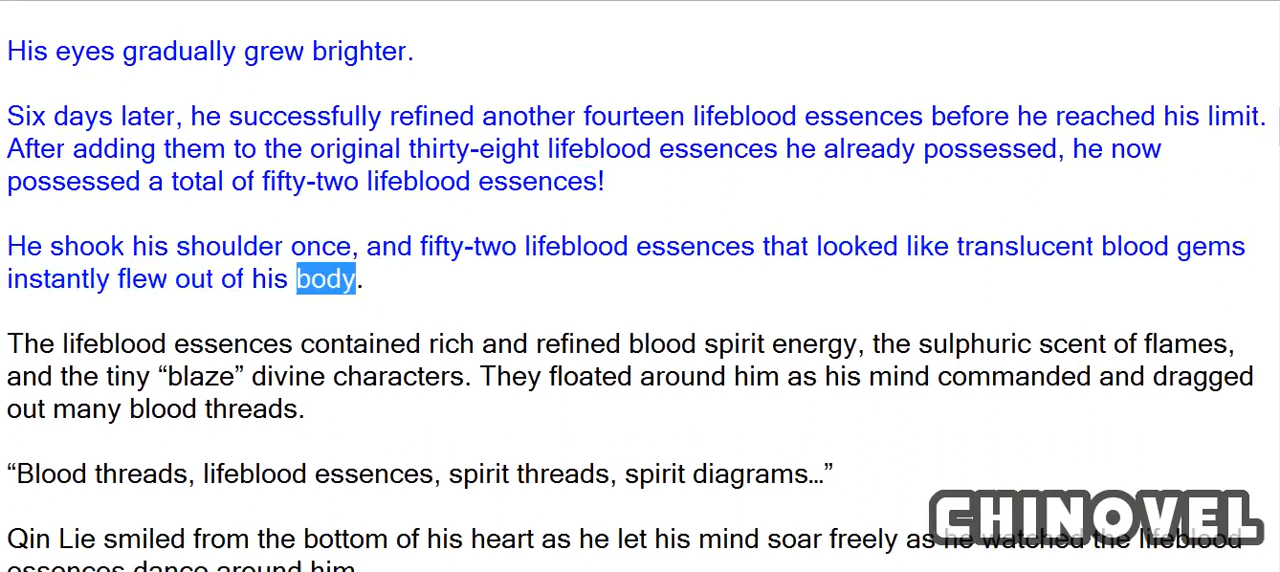 His eyes gradually grew brighter.
Six days later, he successfully refined another fourteen lifeblood essences before he reached his limit.
After adding them to the original thirty-eight lifeblood essences he already possessed, he now
possessed a total of fifty-two lifeblood essences!
He shook his shoulder once, and fifty-two lifeblood essences that looked like translucent blood gems
instantly flew out of his body.
The lifeblood essences contained rich and refined blood spirit energy, the sulphuric scent of flames,
and the tiny “blaze” divine characters. They floated around him as his mind commanded and dragged
out many blood threads.
“Blood threads, lifeblood essences, spirit threads, spirit diagrams…”
CHINOVEL
Qin Lie smiled from the bottom of his heart as he let his mind soar freely as he watched the lifeblood
essences dance around him.